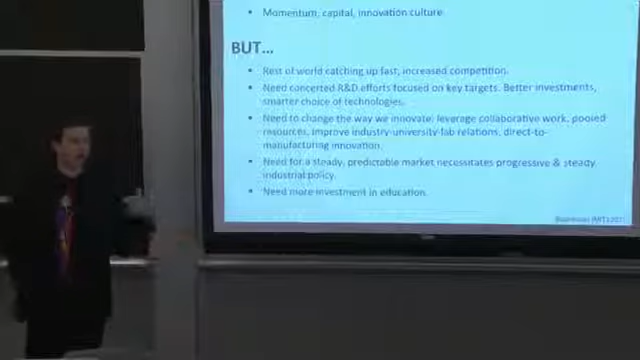 • Momentum, capital, innovation culture
BUT...
• Rest of world catching up fast, increased competition.
• Need concerted R&D efforts focused on key targets. Better investments,
smarter choice of technologies.
• Need to change the way we innovate: leverage collaborative work, pooled
resources, improve industry-university-lab relations, direct-to-
manufacturing innovation.
• Need for a steady, predictable market necessitates progressive & steady
industrial policy.
• Need more investment in education.